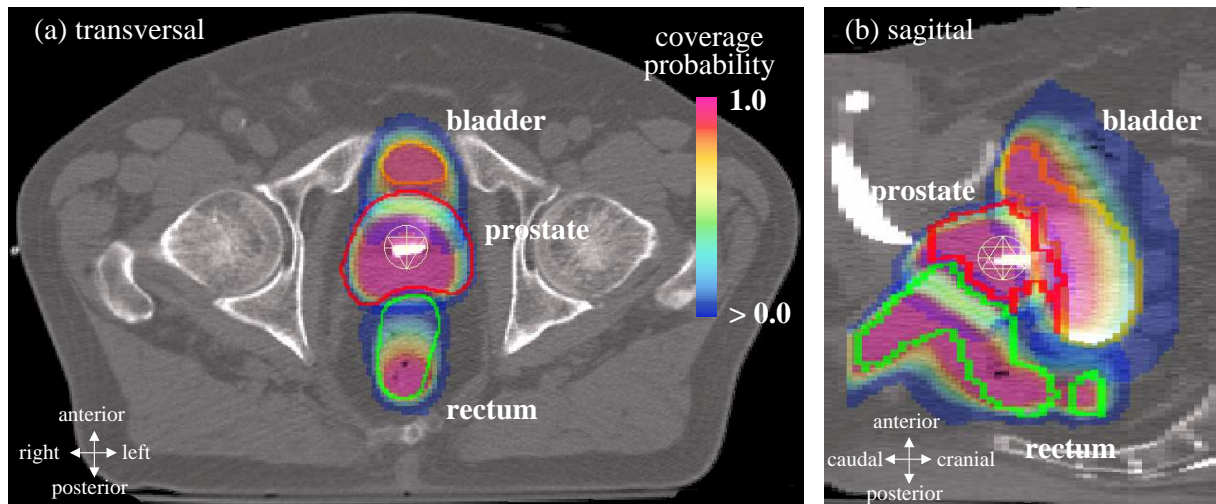 (a) transversal
coverage
probability
1.0
> 0.0
bladder
prostate
rectum
anterior
right
left
posterior
(b) sagittal
bladder
prostate
rectum
anterior
caudal
cranial
posterior